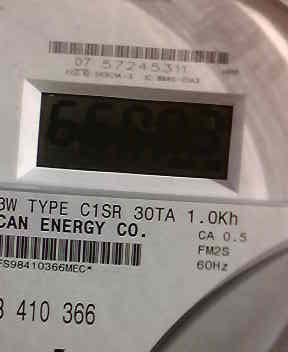 07 57245311
3W TYPE C1SR 30TA 1.0Kh
CAN ENERGY CO.
CA 0.5
FM2S
60Hz
FS98410366MEC*
3 410 366